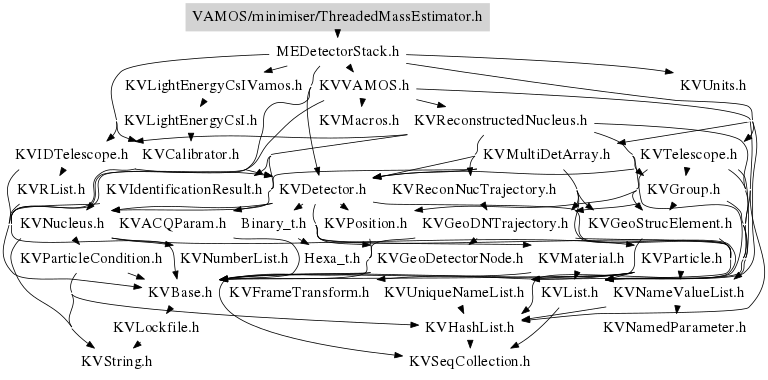 VAMOS/minimiser/ThreadedMassEstimator.h
MEDetectorStack.h
KVLightEnergyCsIVamos.h KVVAMOS.h KVUnits.h
KVLightEnergyCsI.h KVMacros.h KVReconstructedNucleus.h
KVIDTelescope.h KVCalibrator.h KVMultiDetArray.h KVTelescope.h
KVRList.h KVIdentificationResult.h KVDetector.h KVReconNucTrajectory.h KVGroup.h
KVNucleus.h KVACQParam.h Binary_t.h KVPosition.h KVGeoDNTrajectory.h KVGeoStrucElement.h
KVParticleCondition.h KVNumberList.h Hexa_t.h KVGeoDetectorNode.h KVMaterial.h KVParticle.h
KVBase.h KVFrameTransform.h KVUniqueNameList.h KVList.h KVNameValueList.h
KVLockfile.h KVHashList.h KVNamedParameter.h
KVString.h KVSeqCollection.h